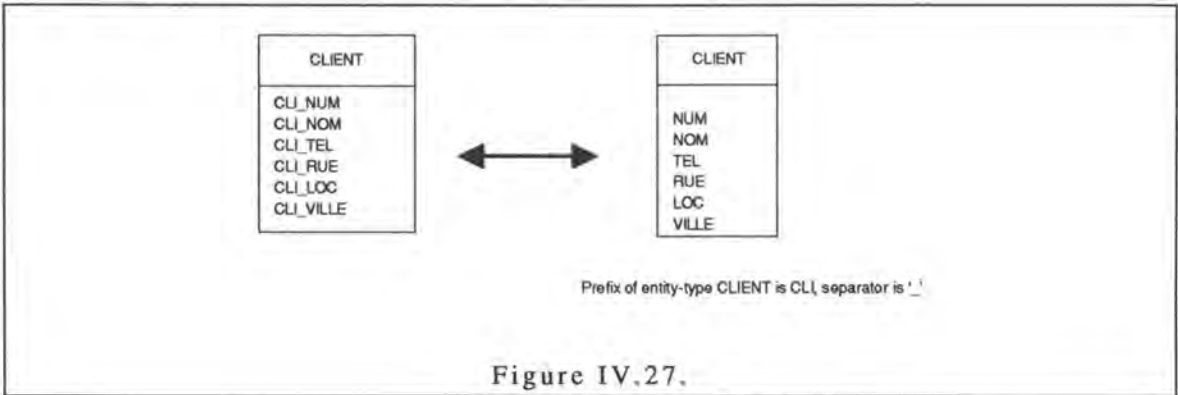 CLIENT
CLI_NUM
CLI_NOM
CLI_TEL
CLI_RUE
CLI_LOC
CLI_VILLE
CLIENT
NUM
NOM
TEL
RUE
LOC
VILLE
Prefix of entity-type CLIENT is CLI, separator is '_'
Figure IV.27.